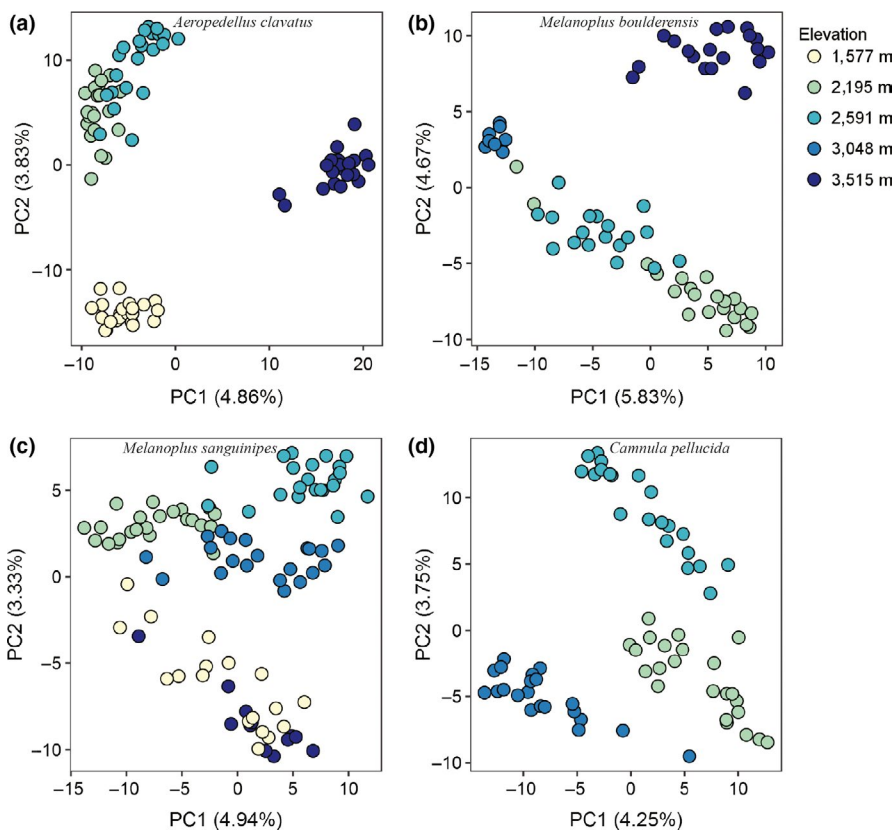 (a) Aeropedellus clavatus
10
0
−10
PC2 (3.83%)
−10 0 10 20
PC1 (4.86%)
(b) Melanoplus boulderensis
10
5
0
−5
−10
PC2 (4.67%)
−15 −10 −5 0 5 10
PC1 (5.83%)
Elevation
1,577 m
2,195 m
2,591 m
3,048 m
3,515 m
(c) Melanoplus sanguinipes
5
0
−5
−10
PC2 (3.33%)
−15 −10 −5 0 5 10
PC1 (4.94%)
(d) Camnula pellucida
10
5
0
−5
−10
PC2 (3.75%)
−10 −5 0 5 10
PC1 (4.25%)